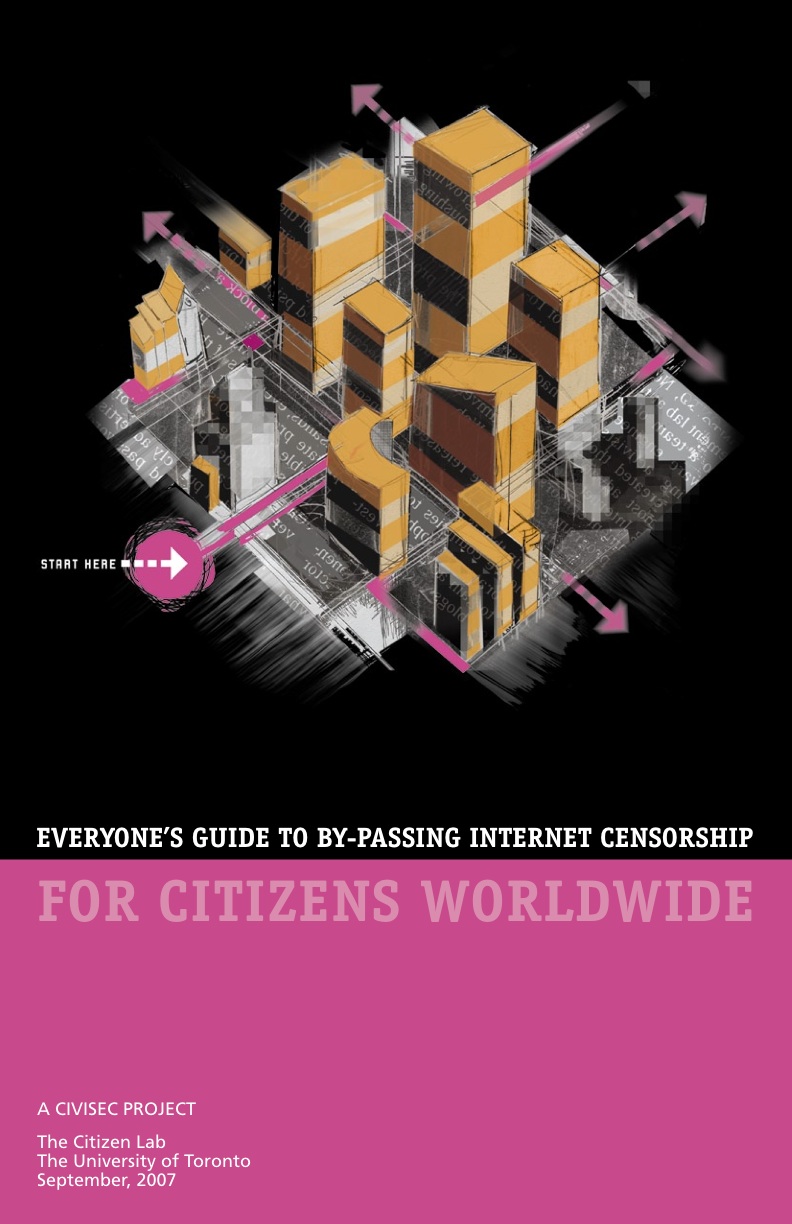 START HERE
EVERYONE'S GUIDE TO BY-PASSING INTERNET CENSORSHIP
FOR CITIZENS WORLDWIDE
A CIVISEC PROJECT
The Citizen Lab
The University of Toronto
September, 2007